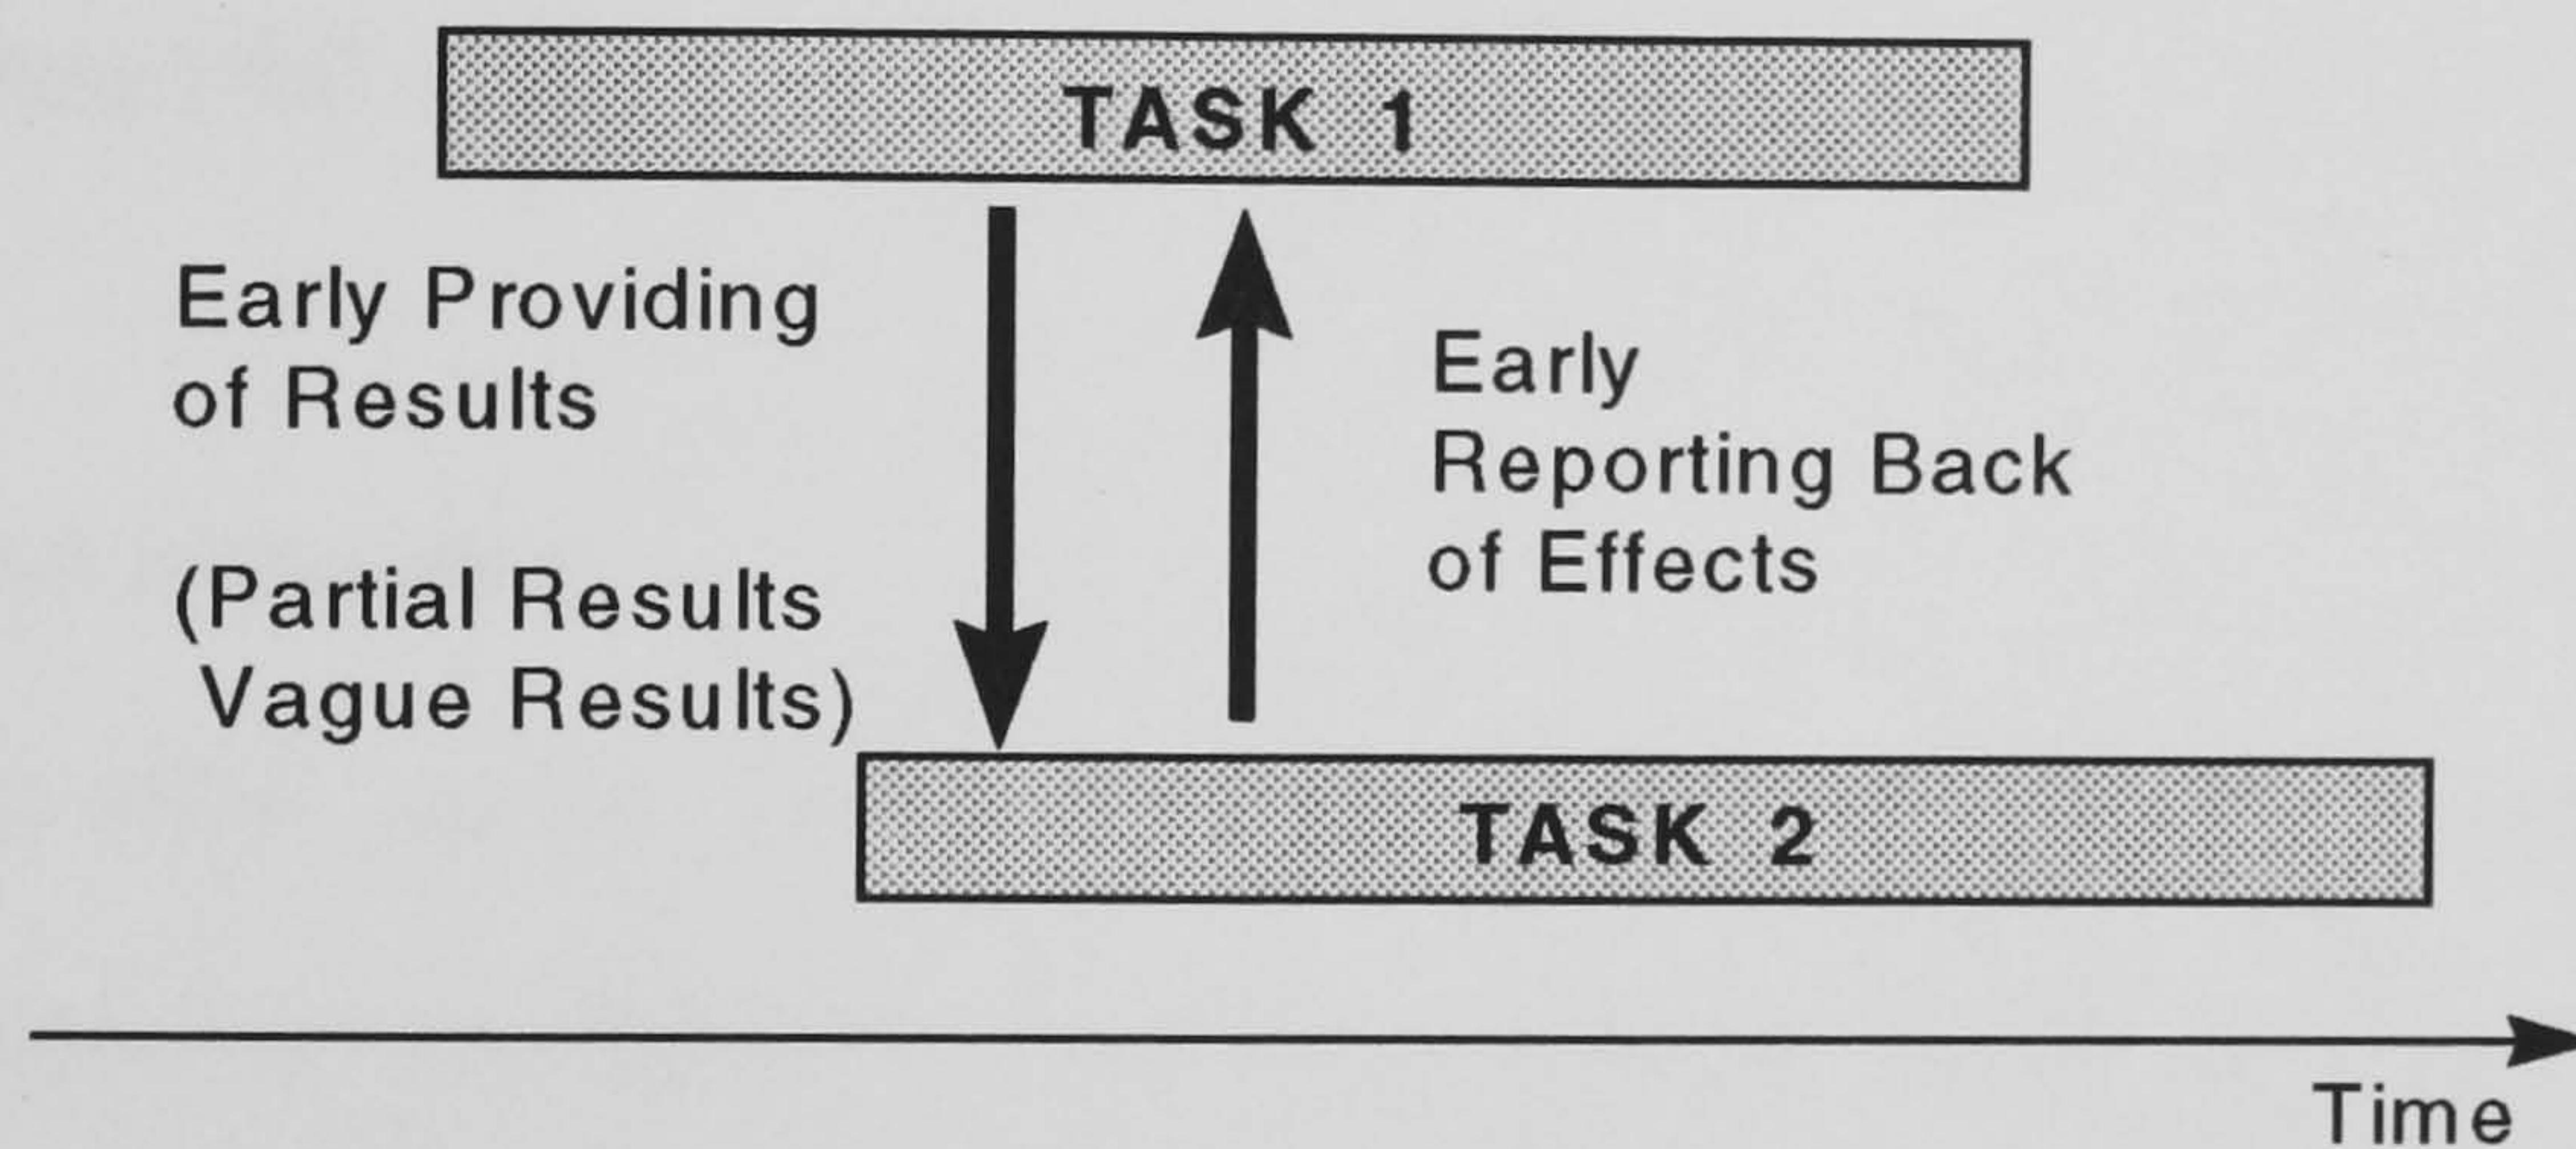 TASK 1
Early Providing
of Results
(Partial Results
Vague Results)
Early
Reporting Back
of Effects
TASK 2
Time